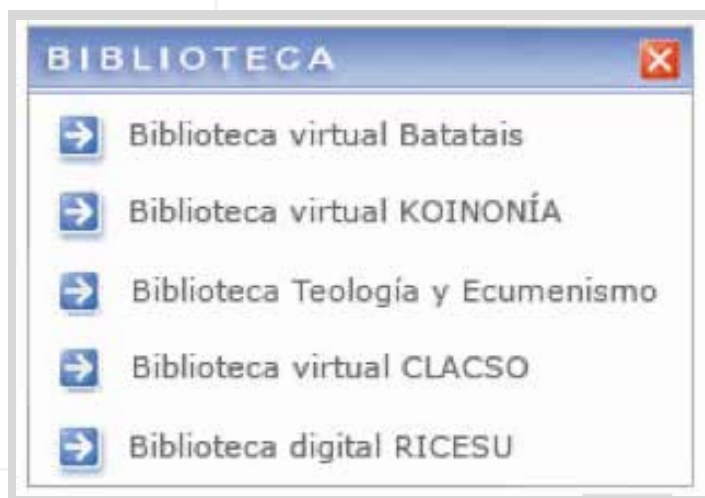 BIBLIOTECA
Biblioteca virtual Batatais
Biblioteca virtual KOINONÍA
Biblioteca Teología y Ecumenismo
Biblioteca virtual CLACSO
Biblioteca digital RICESU